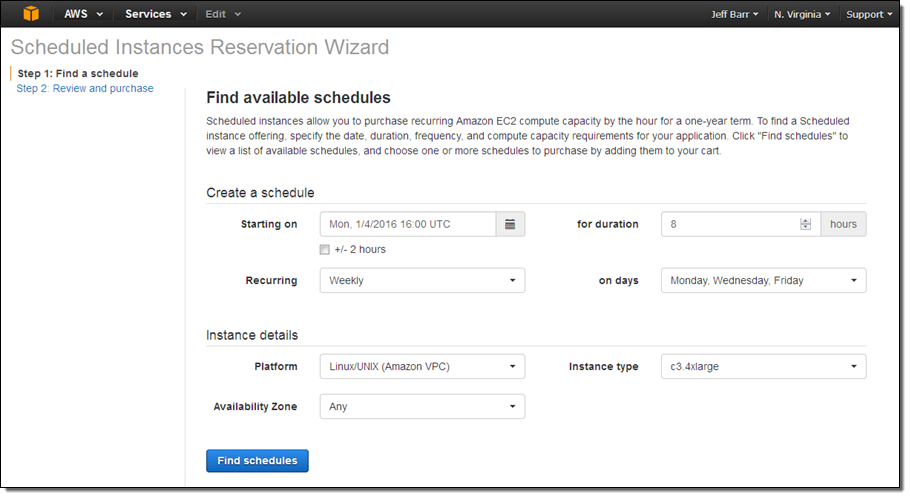 AWS Services Edit Jeff Barr N. Virginia Support
Scheduled Instances Reservation Wizard
Step 1: Find a schedule
Step 2: Review and purchase
Find available schedules
Scheduled instances allow you to purchase recurring Amazon EC2 compute capacity by the hour for a one-year term. To find a Scheduled
instance offering, specify the date, duration, frequency, and compute capacity requirements for your application. Click "Find schedules" to
view a list of available schedules, and choose one or more schedules to purchase by adding them to your cart.
Create a schedule
Starting on Mon, 1/4/2016 16:00 UTC for duration 8 hours
+/- 2 hours
Recurring Weekly on days Monday, Wednesday, Friday
Instance details
Platform Linux/UNIX (Amazon VPC) Instance type c3.4xlarge
Availability Zone Any
Find schedules